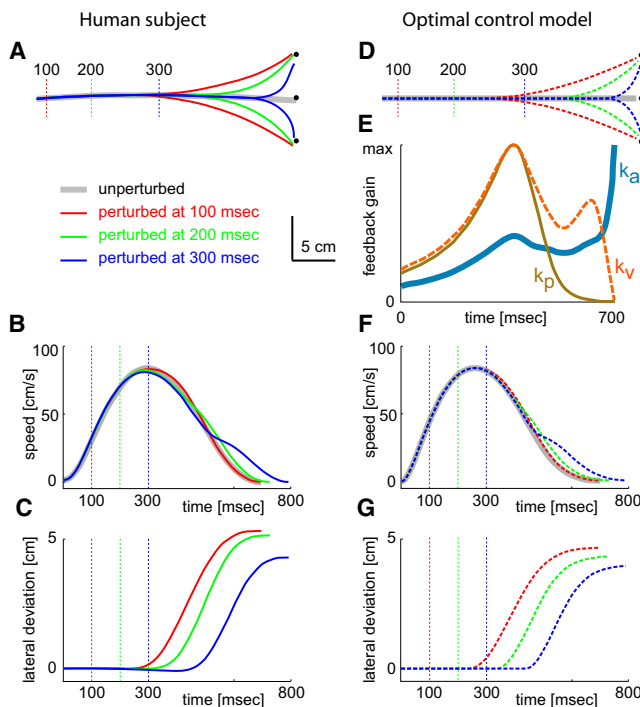 Human subject
Optimal control model
A
100
200
300
unperturbed
perturbed at 100 msec
perturbed at 200 msec
perturbed at 300 msec
5 cm
D
100
200
300
E
max
feedback gain
0
0
time [msec]
700
ka
kp
kv
B
100
50
speed [cm/s]
100
300
time [msec]
800
F
100
50
speed [cm/s]
100
300
time [msec]
800
C
5
0
lateral deviation [cm]
100
300
time [msec]
800
G
5
0
lateral deviation [cm]
100
300
time [msec]
800